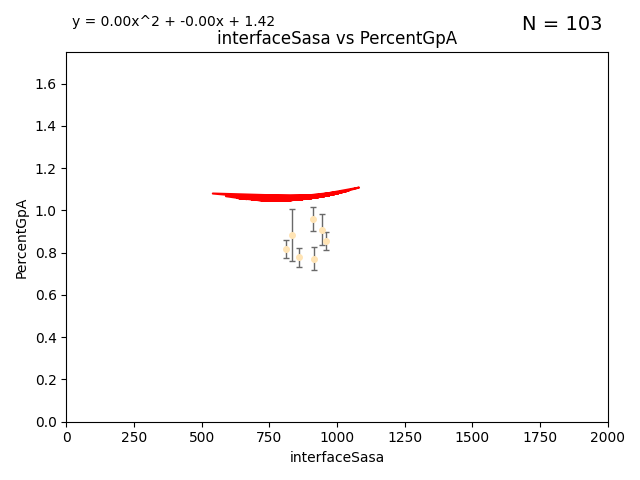 y = 0.00x^2 + -0.00x + 1.42
N = 103
interfaceSasa vs PercentGpA
PercentGpA
1.6
1.4
1.2
1.0
0.8
0.6
0.4
0.2
0.0
0 250 500 750 1000 1250 1500 1750 2000
interfaceSasa